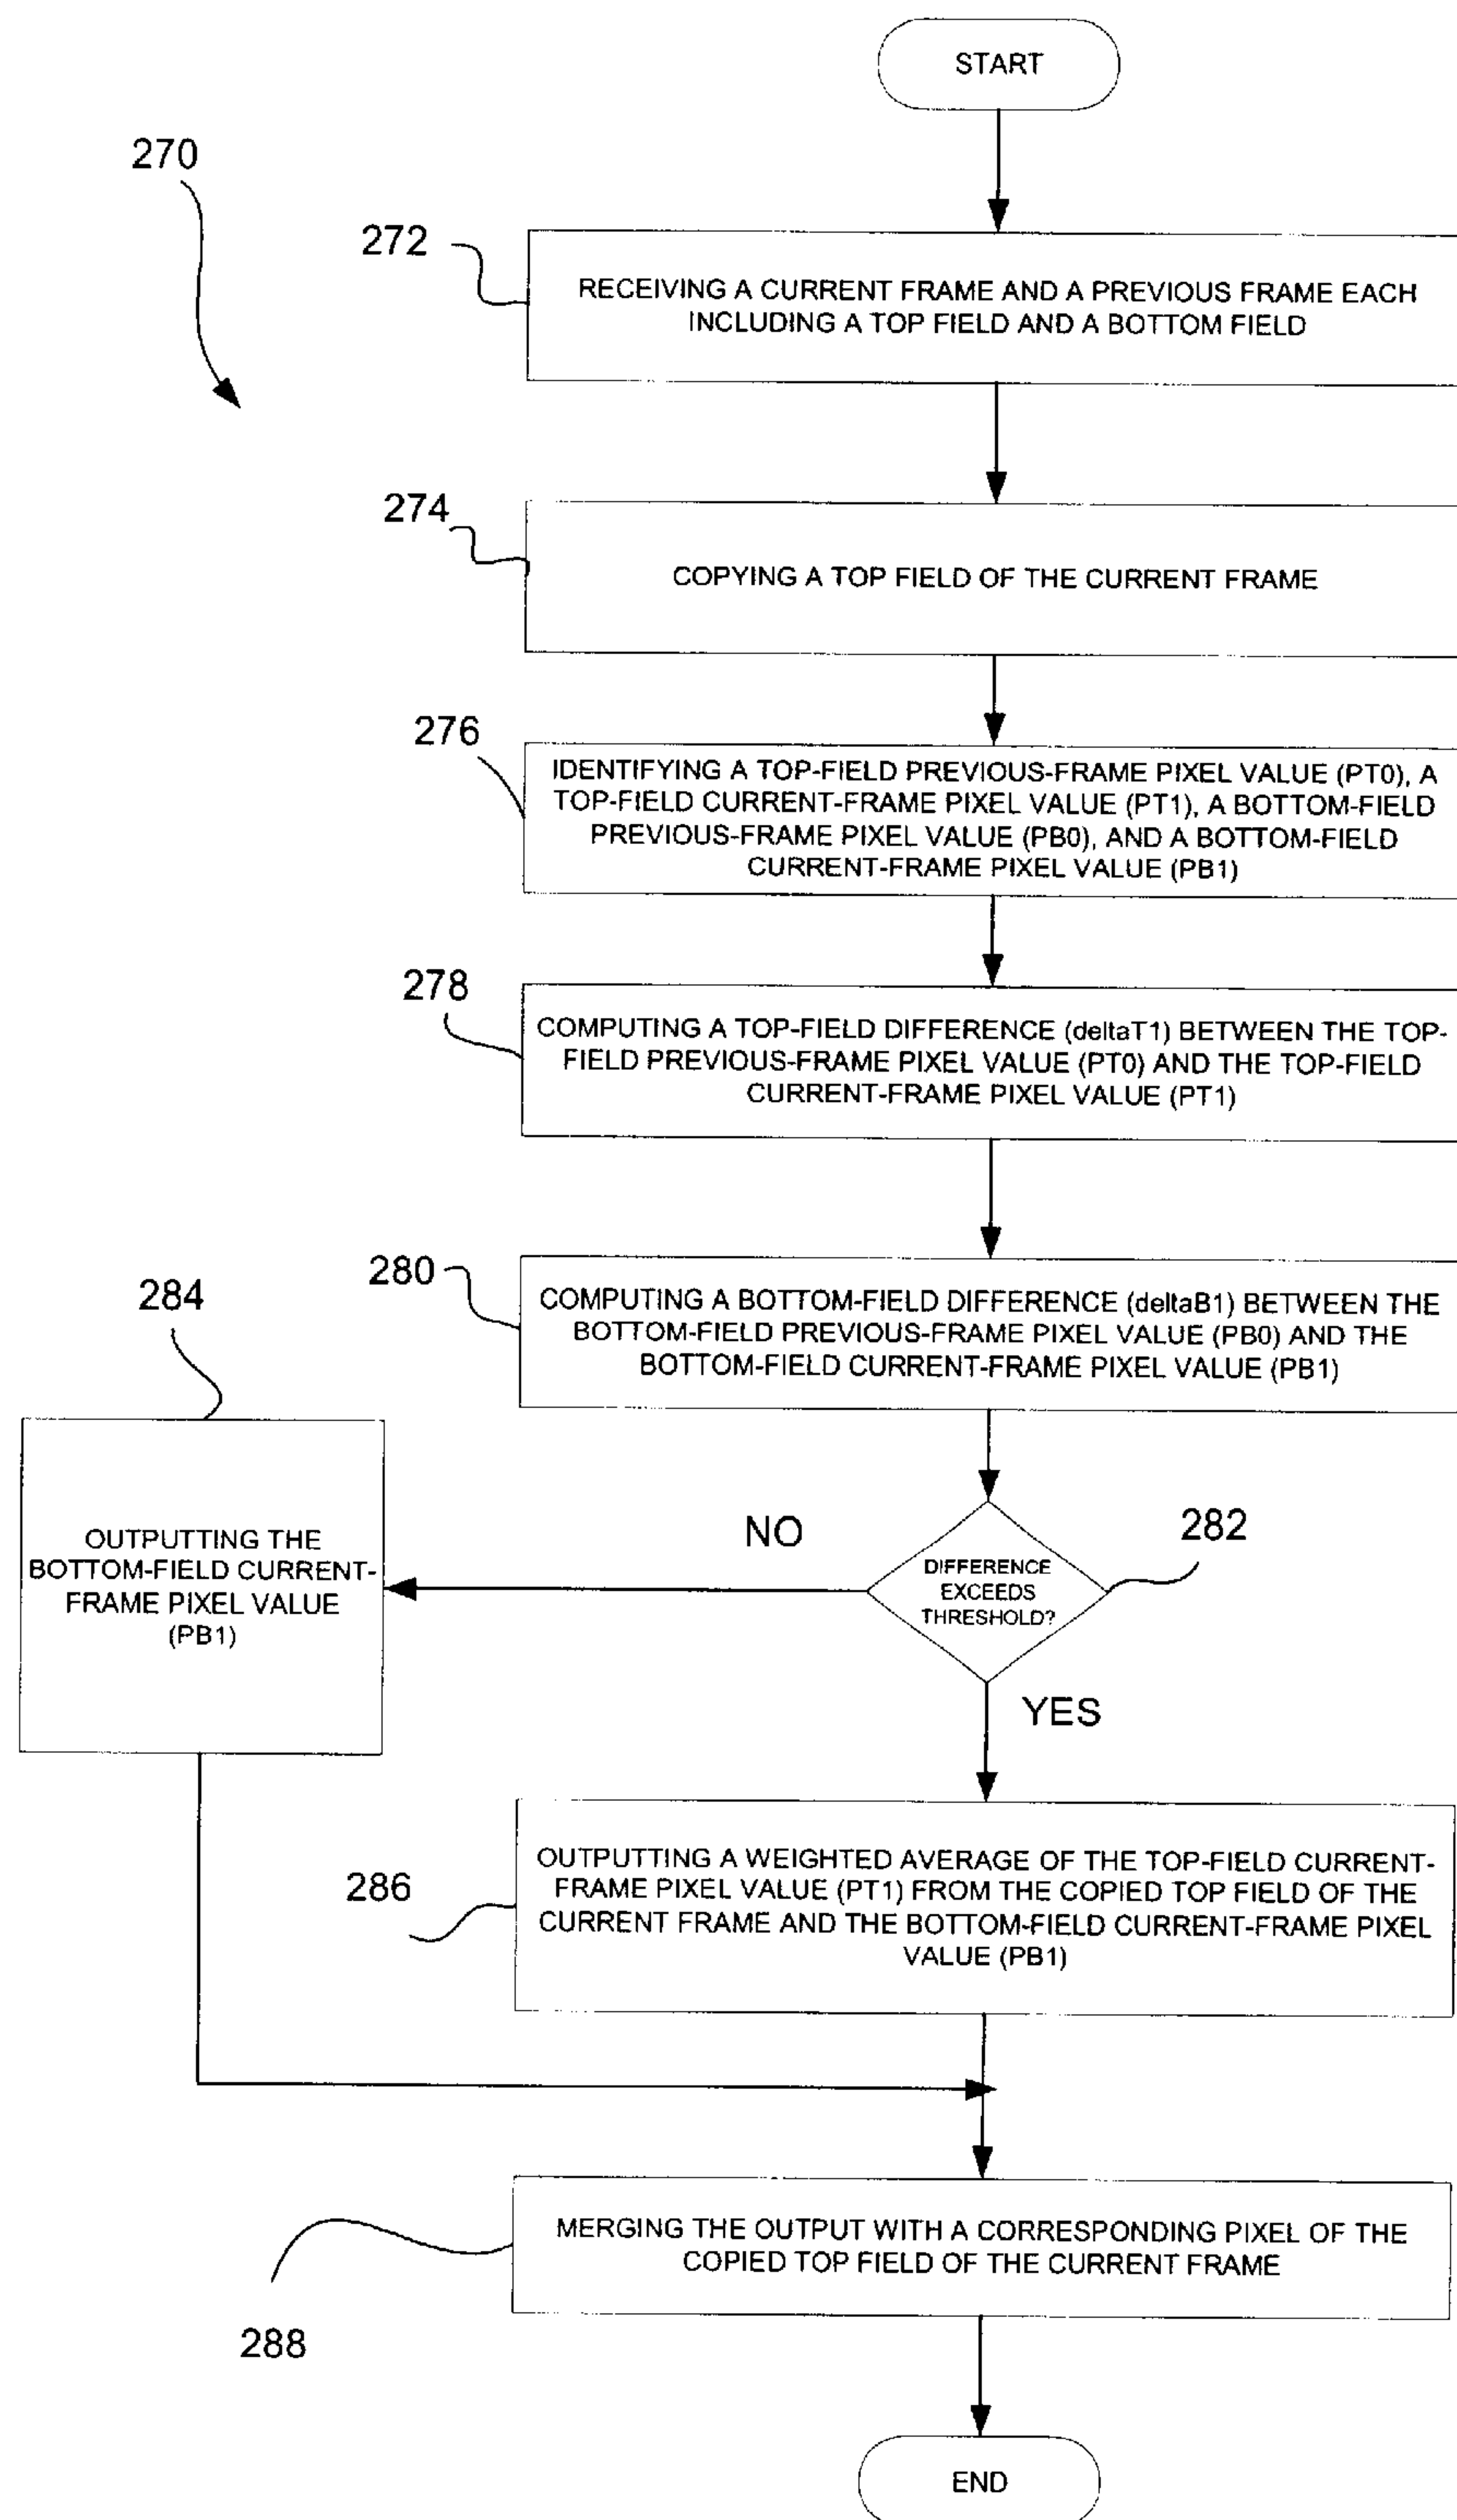 START
270
272
RECEIVING A CURRENT FRAME AND A PREVIOUS FRAME EACH
INCLUDING A TOP FIELD AND A BOTTOM FIELD
274
COPYING A TOP FIELD OF THE CURRENT FRAME
276
IDENTIFYING A TOP-FIELD PREVIOUS-FRAME PIXEL VALUE (PT0), A
TOP-FIELD CURRENT-FRAME PIXEL VALUE (PT1), A BOTTOM-FIELD
PREVIOUS-FRAME PIXEL VALUE (PB0), AND A BOTTOM-FIELD
CURRENT-FRAME PIXEL VALUE (PB1)
278
COMPUTING A TOP-FIELD DIFFERENCE (deltaT1) BETWEEN THE TOP-
FIELD PREVIOUS-FRAME PIXEL VALUE (PT0) AND THE TOP-FIELD
CURRENT-FRAME PIXEL VALUE (PT1)
280
COMPUTING A BOTTOM-FIELD DIFFERENCE (deltaB1) BETWEEN THE
BOTTOM-FIELD PREVIOUS-FRAME PIXEL VALUE (PB0) AND THE
BOTTOM-FIELD CURRENT-FRAME PIXEL VALUE (PB1)
284
OUTPUTTING THE
BOTTOM-FIELD CURRENT-
FRAME PIXEL VALUE
(PB1)
NO
282
DIFFERENCE
EXCEEDS
THRESHOLD?
YES
286
OUTPUTTING A WEIGHTED AVERAGE OF THE TOP-FIELD CURRENT-
FRAME PIXEL VALUE (PT1) FROM THE COPIED TOP FIELD OF THE
CURRENT FRAME AND THE BOTTOM-FIELD CURRENT-FRAME PIXEL
VALUE (PB1)
MERGING THE OUTPUT WITH A CORRESPONDING PIXEL OF THE
COPIED TOP FIELD OF THE CURRENT FRAME
288
END